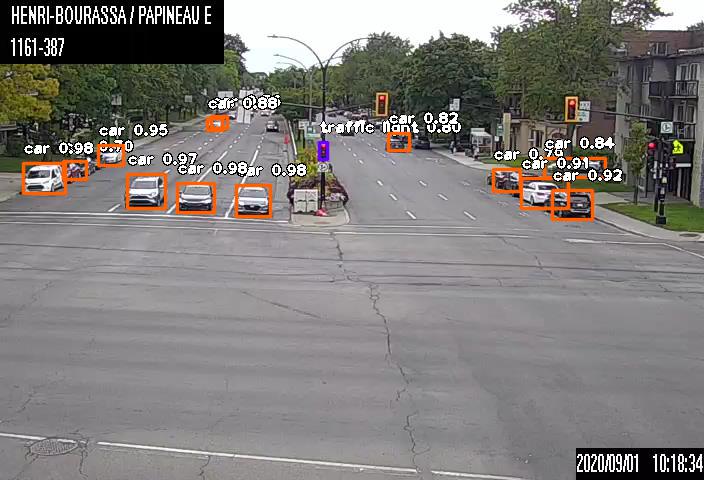 HENRI-BOURASSA / PAPINEAU E
1161-387
car 0.88
car 0.82
traffic light 0.80
car 0.95
car 0.98
car 0.97
car 0.98
car 0.98
car 0.84
car 0.91
car 0.92
2020/09/01 10:18:34